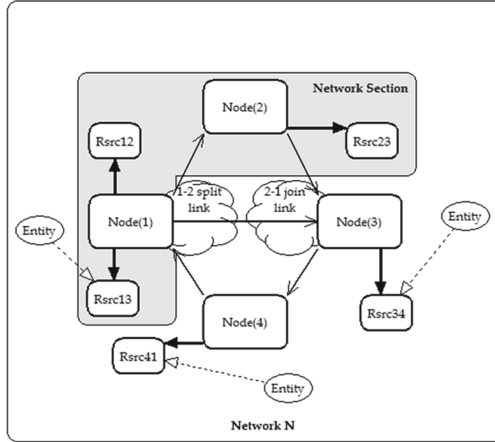 Network Section
Node(2)
Rsrc12
Rsrc23
1-2 split
link
2-1 join
link
Node(1)
Node(3)
Entity
Entity
Rsrc13
Rsrc34
Node(4)
Rsrc41
Entity
Network N